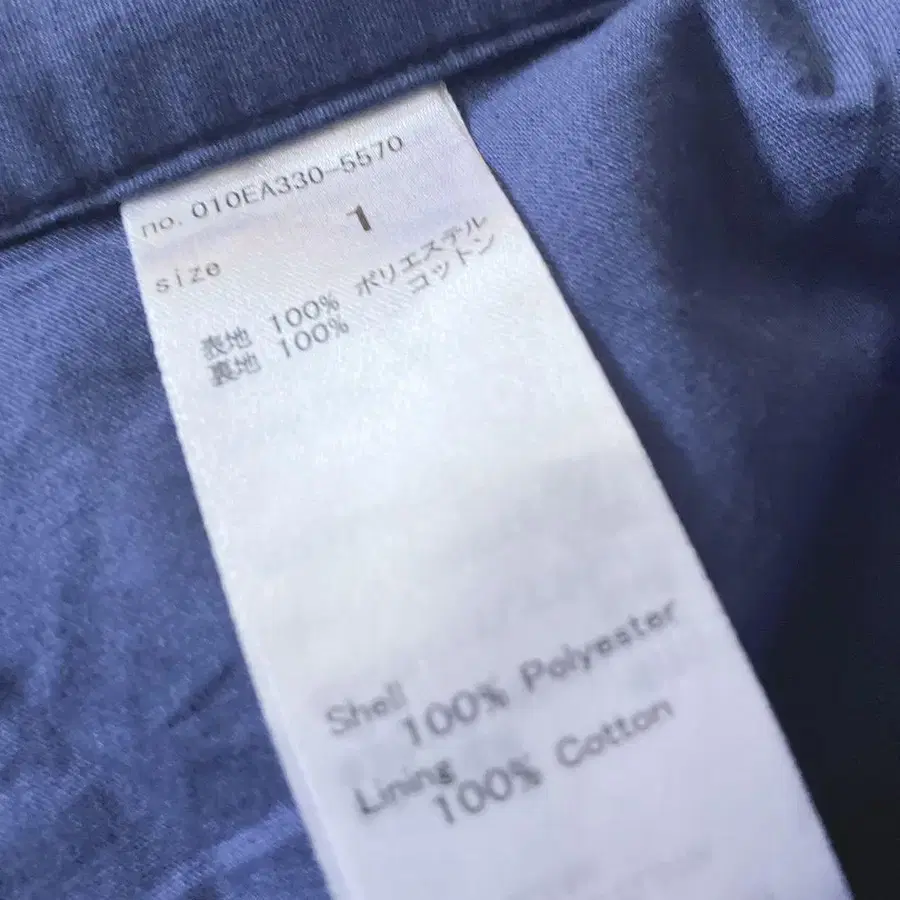 no. 010EA330-5570
size 1
表地 100% ポリエステル
裏地 100% コットン
Shell
100% Polyester
Lining
100% Cotton